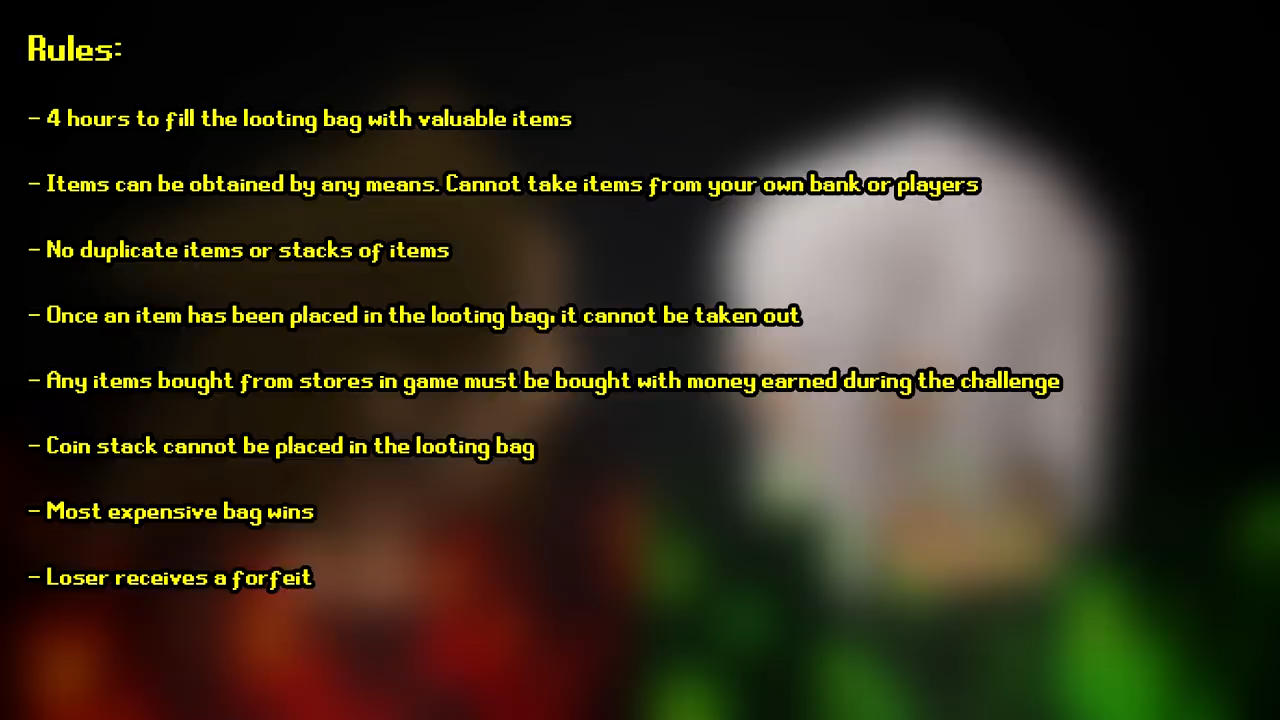 Rules:
- 4 hours to fill the looting bag with valuable items
- Items can be obtained by any means. Cannot take items from your own bank or players
- No duplicate items or stacks of items
- Once an item has been placed in the looting bag, it cannot be taken out
- Any items bought from stores in game must be bought with money earned during the challenge
- Coin stack cannot be placed in the looting bag
- Most expensive bag wins
- Loser receives a forfeit